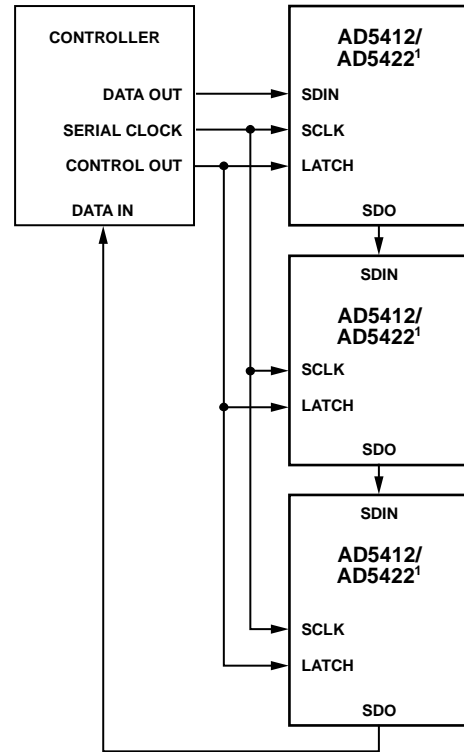 CONTROLLER
DATA OUT
SERIAL CLOCK
CONTROL OUT
DATA IN
AD5412/
AD5422¹
SDIN
SCLK
LATCH
SDO
SDIN
AD5412/
AD5422¹
SCLK
LATCH
SDO
SDIN
AD5412/
AD5422¹
SCLK
LATCH
SDO